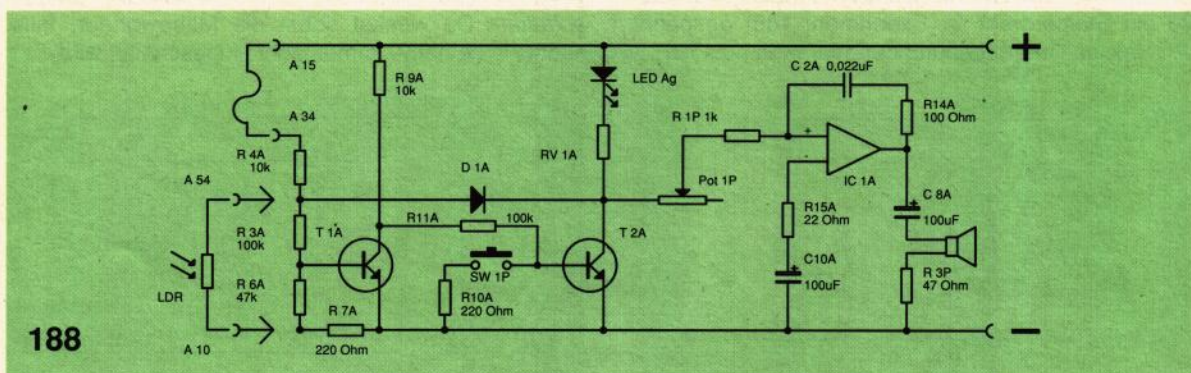 A 15
A 34
R 4A
10k
A 54
R 3A
100k
LDR
R 6A
47k
A 10
R 7A
220 Ohm
R 9A
10k
T 1A
D 1A
R11A
100k
SW 1P
R10A
220 Ohm
LED Ag
RV 1A
T 2A
R 1P 1k
Pot 1P
C 2A 0,022uF
R14A
100 Ohm
+
IC 1A
R15A
22 Ohm
C10A
+
100uF
C 8A
+
100uF
R 3P
47 Ohm
+
−
188